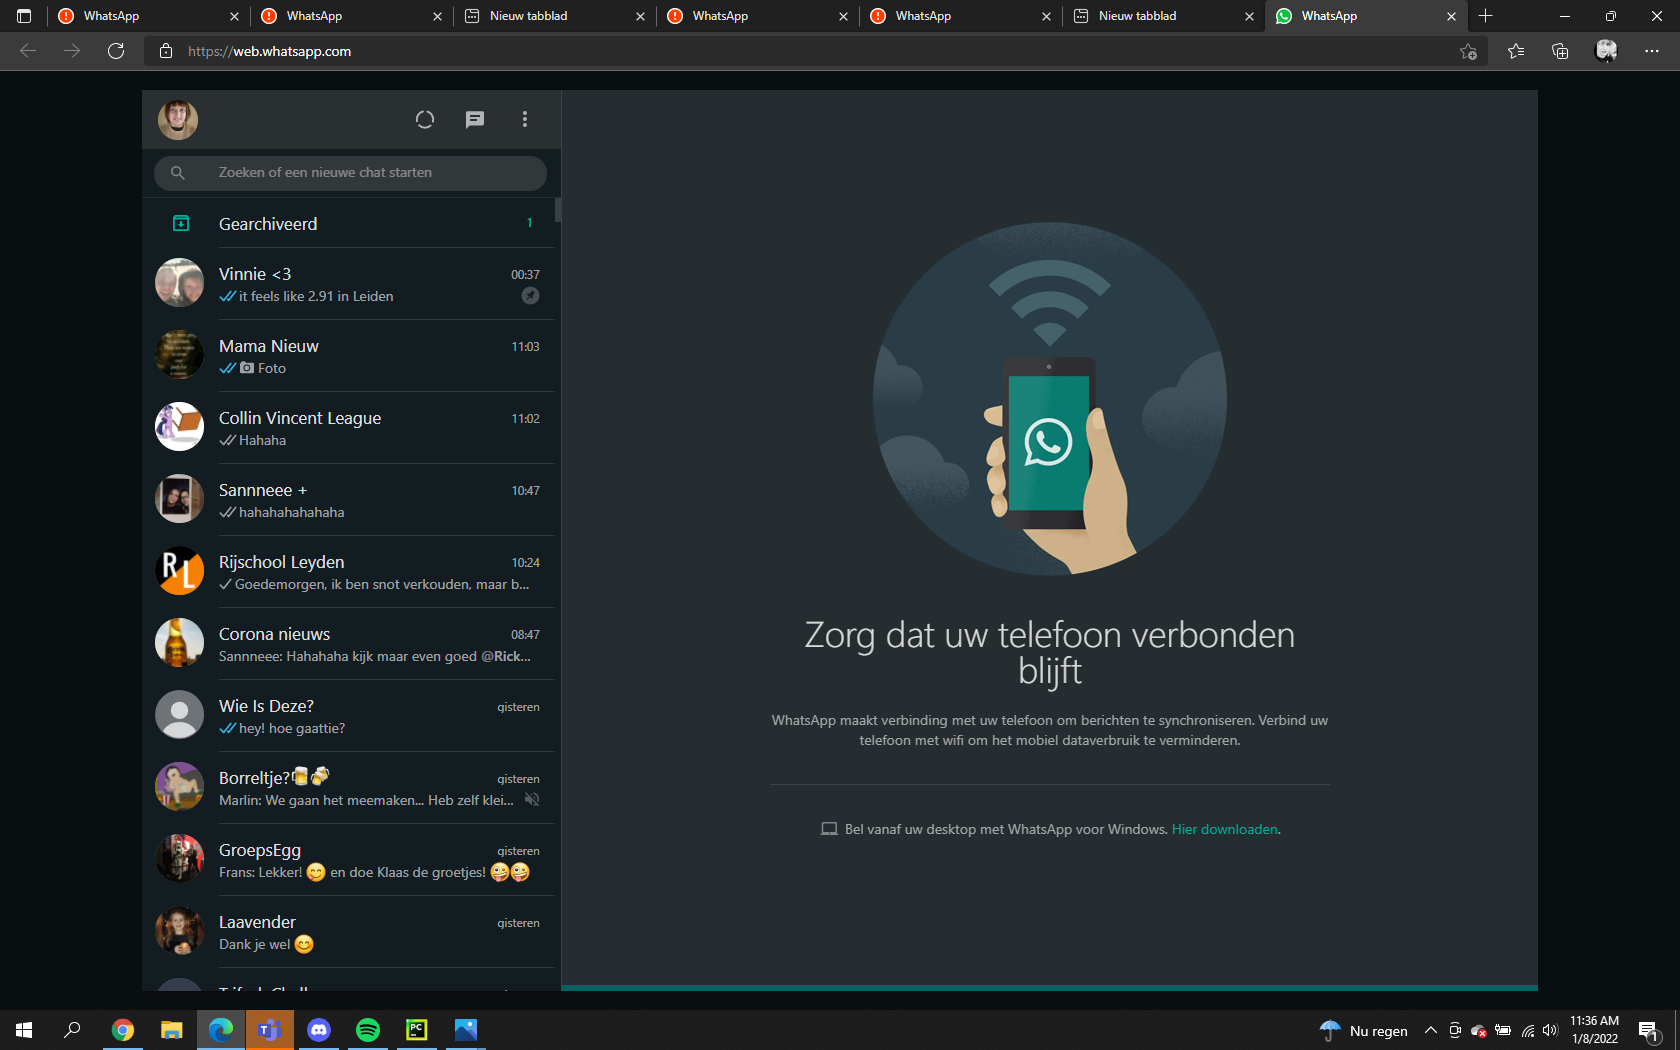 WhatsApp
WhatsApp
Nieuw tabblad
WhatsApp
WhatsApp
Nieuw tabblad
WhatsApp
https://web.whatsapp.com
Zoeken of een nieuwe chat starten
Gearchiveerd 1
Vinnie <3 00:37
it feels like 2.91 in Leiden
Mama Nieuw 11:03
Foto
Collin Vincent League 11:02
Hahaha
Sannneee + 10:47
hahahahahahaha
RL
Rijschool Leyden 10:24
Goedemorgen, ik ben snot verkouden, maar b...
Corona nieuws 08:47
Sannneee: Hahahaha kijk maar even goed @Rick...
Wie Is Deze? gisteren
hey! hoe gaattie?
Borreltje?🍺🍻 gisteren
Marlin: We gaan het meemaken... Heb zelf klei...
GroepsEgg gisteren
Frans: Lekker! 😊 en doe Klaas de groetjes! 🤪🤪
Laavender gisteren
Dank je wel 😊
Zorg dat uw telefoon verbonden
blijft
WhatsApp maakt verbinding met uw telefoon om berichten te synchroniseren. Verbind uw
telefoon met wifi om het mobiel dataverbruik te verminderen.
Bel vanaf uw desktop met WhatsApp voor Windows. Hier downloaden.
PC
Nu regen
11:36 AM
1/8/2022
1